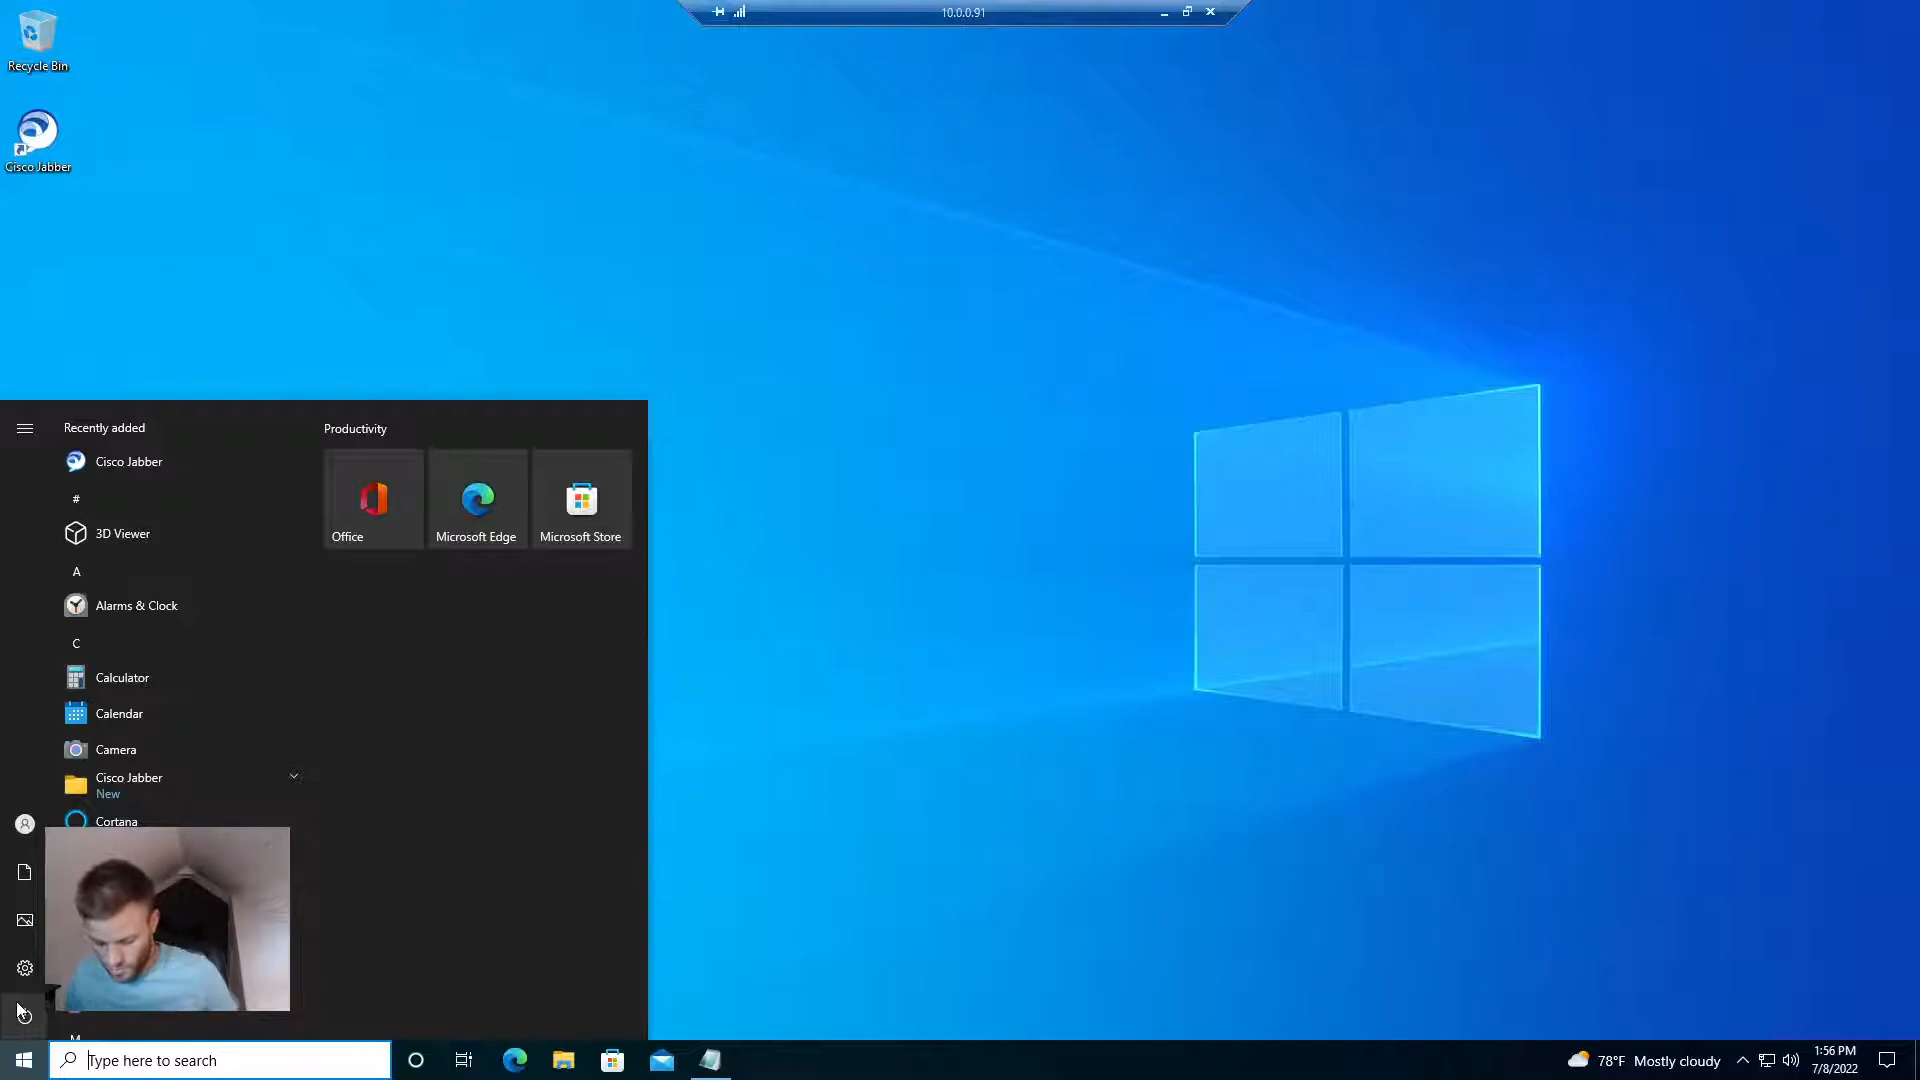 10.0.0.91
Recycle Bin
Cisco Jabber
Recently added
Cisco Jabber
#
3D Viewer
A
Alarms & Clock
C
Calculator
Calendar
Camera
Cisco Jabber
New
Cortana
M
Productivity
Office
Microsoft Edge
Microsoft Store
Type here to search
78°F Mostly cloudy
1:56 PM
7/8/2022